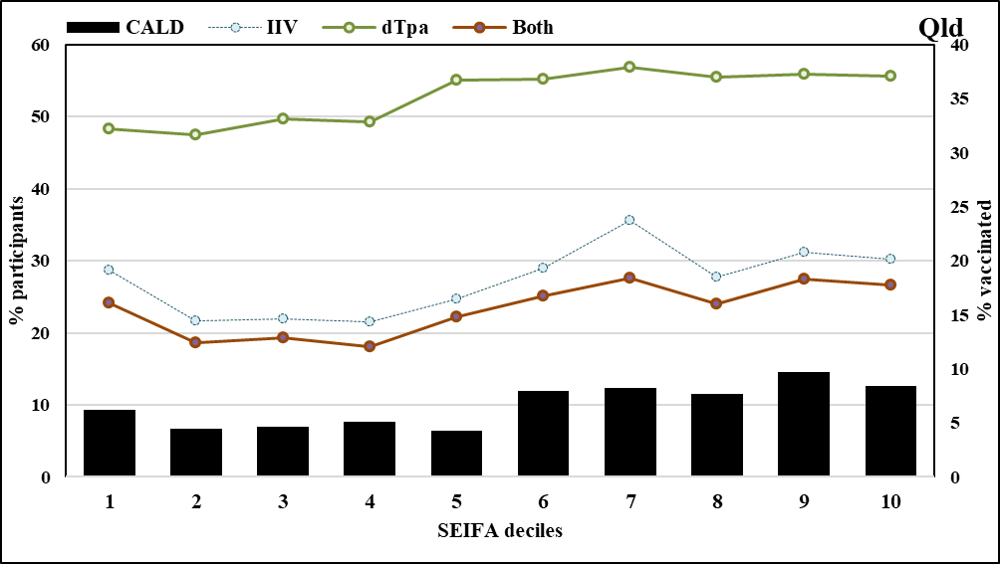 CALD IIV dTpa Both
Qld
60
50
40
30
20
10
0
% participants
40
35
30
25
20
15
10
5
0
% vaccinated
1 2 3 4 5 6 7 8 9 10
SEIFA deciles